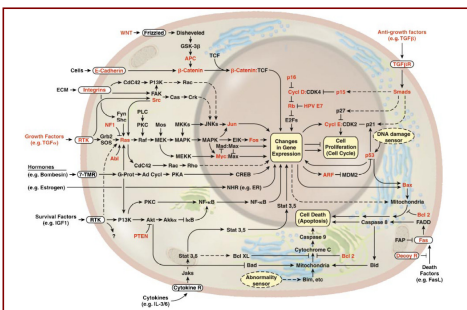 WNT Frizzled Disheveled
GSK-3β
APC
TCF
Cells E-Cadherin β-Catenin β-Catenin:TCF
Anti-growth factors
(e.g. TGFβ)
TGFβR
p16
Cycl D:CDK4 p15 Smads
Rb HPV E7
E2Fs
p27
Cycl E:CDK2 p21
DNA damage
sensor
ECM Integrins
CdC42 PI3K Rac
FAK
Src Cas Crk
Fyn
Shc
NF1
PLC
PKC Mos MKKs JNKs Jun
Growth Factors
(e.g. TGFα)
RTK Grb2
SOS
Ras Raf MEK MAPK MAPK Elk Fos
Mad:Max
Myc:Max
MEKK
Abl
CdC42 Rac Rho
Changes
in Gene
Expression
Cell
Proliferation
(Cell Cycle)
p53
ARF MDM2
Bax
Hormones
(e.g. Bombesin) 7-TMR G-Prot Ad Cycl PKA CREB
(e.g. Estrogen) NHR (e.g. ER)
Survival Factors
(e.g. IGF1)
RTK PI3K Akt Akkα IκB
PKC NF-κB NF-κB
PTEN
?
Stat 3,5
Stat 3,5
Stat 3,5
Jaks
Cytokine R
Cytokines
(e.g. IL-3/6)
Bcl XL
Bad
Cell Death
(Apoptosis)
Caspase 9
Cytochrome C
Mitochondria
Bcl 2
Abnormality
sensor
Bim, etc
Bid
Mitochondria
Bcl 2
Caspase 8 FADD
FAP Fas
Decoy R
Death
Factors
(e.g. FasL)